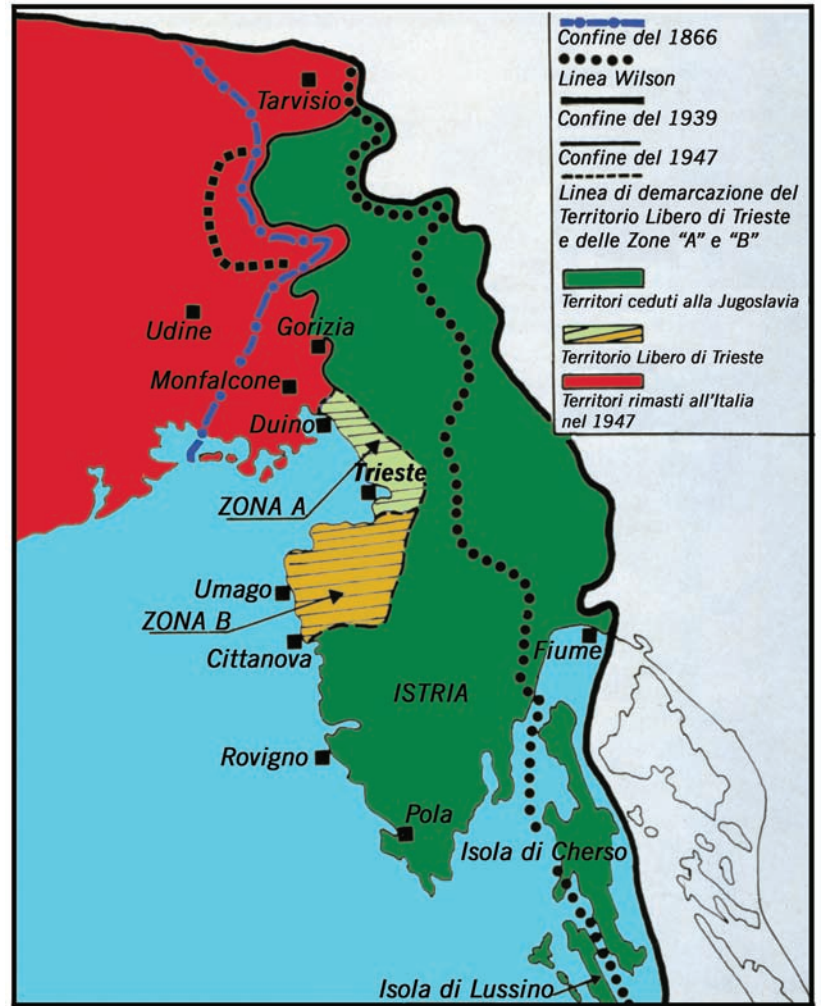 Confine del 1866
Linea Wilson
Confine del 1939
Confine del 1947
Linea di demarcazione del
Territorio Libero di Trieste
e delle Zone "A" e "B"
Territori ceduti alla Jugoslavia
Territorio Libero di Trieste
Territori rimasti all'Italia
nel 1947
Tarvisio
Udine
Gorizia
Monfalcone
Duino
Trieste
ZONA A
Umago
ZONA B
Cittanova
Fiume
ISTRIA
Rovigno
Pola
Isola di Cherso
Isola di Lussino